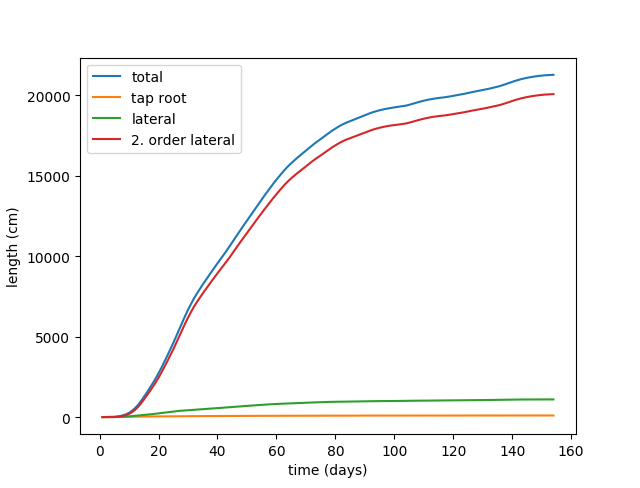 total
tap root
lateral
2. order lateral
20000
15000
10000
5000
0
length (cm)
0 20 40 60 80 100 120 140 160
time (days)